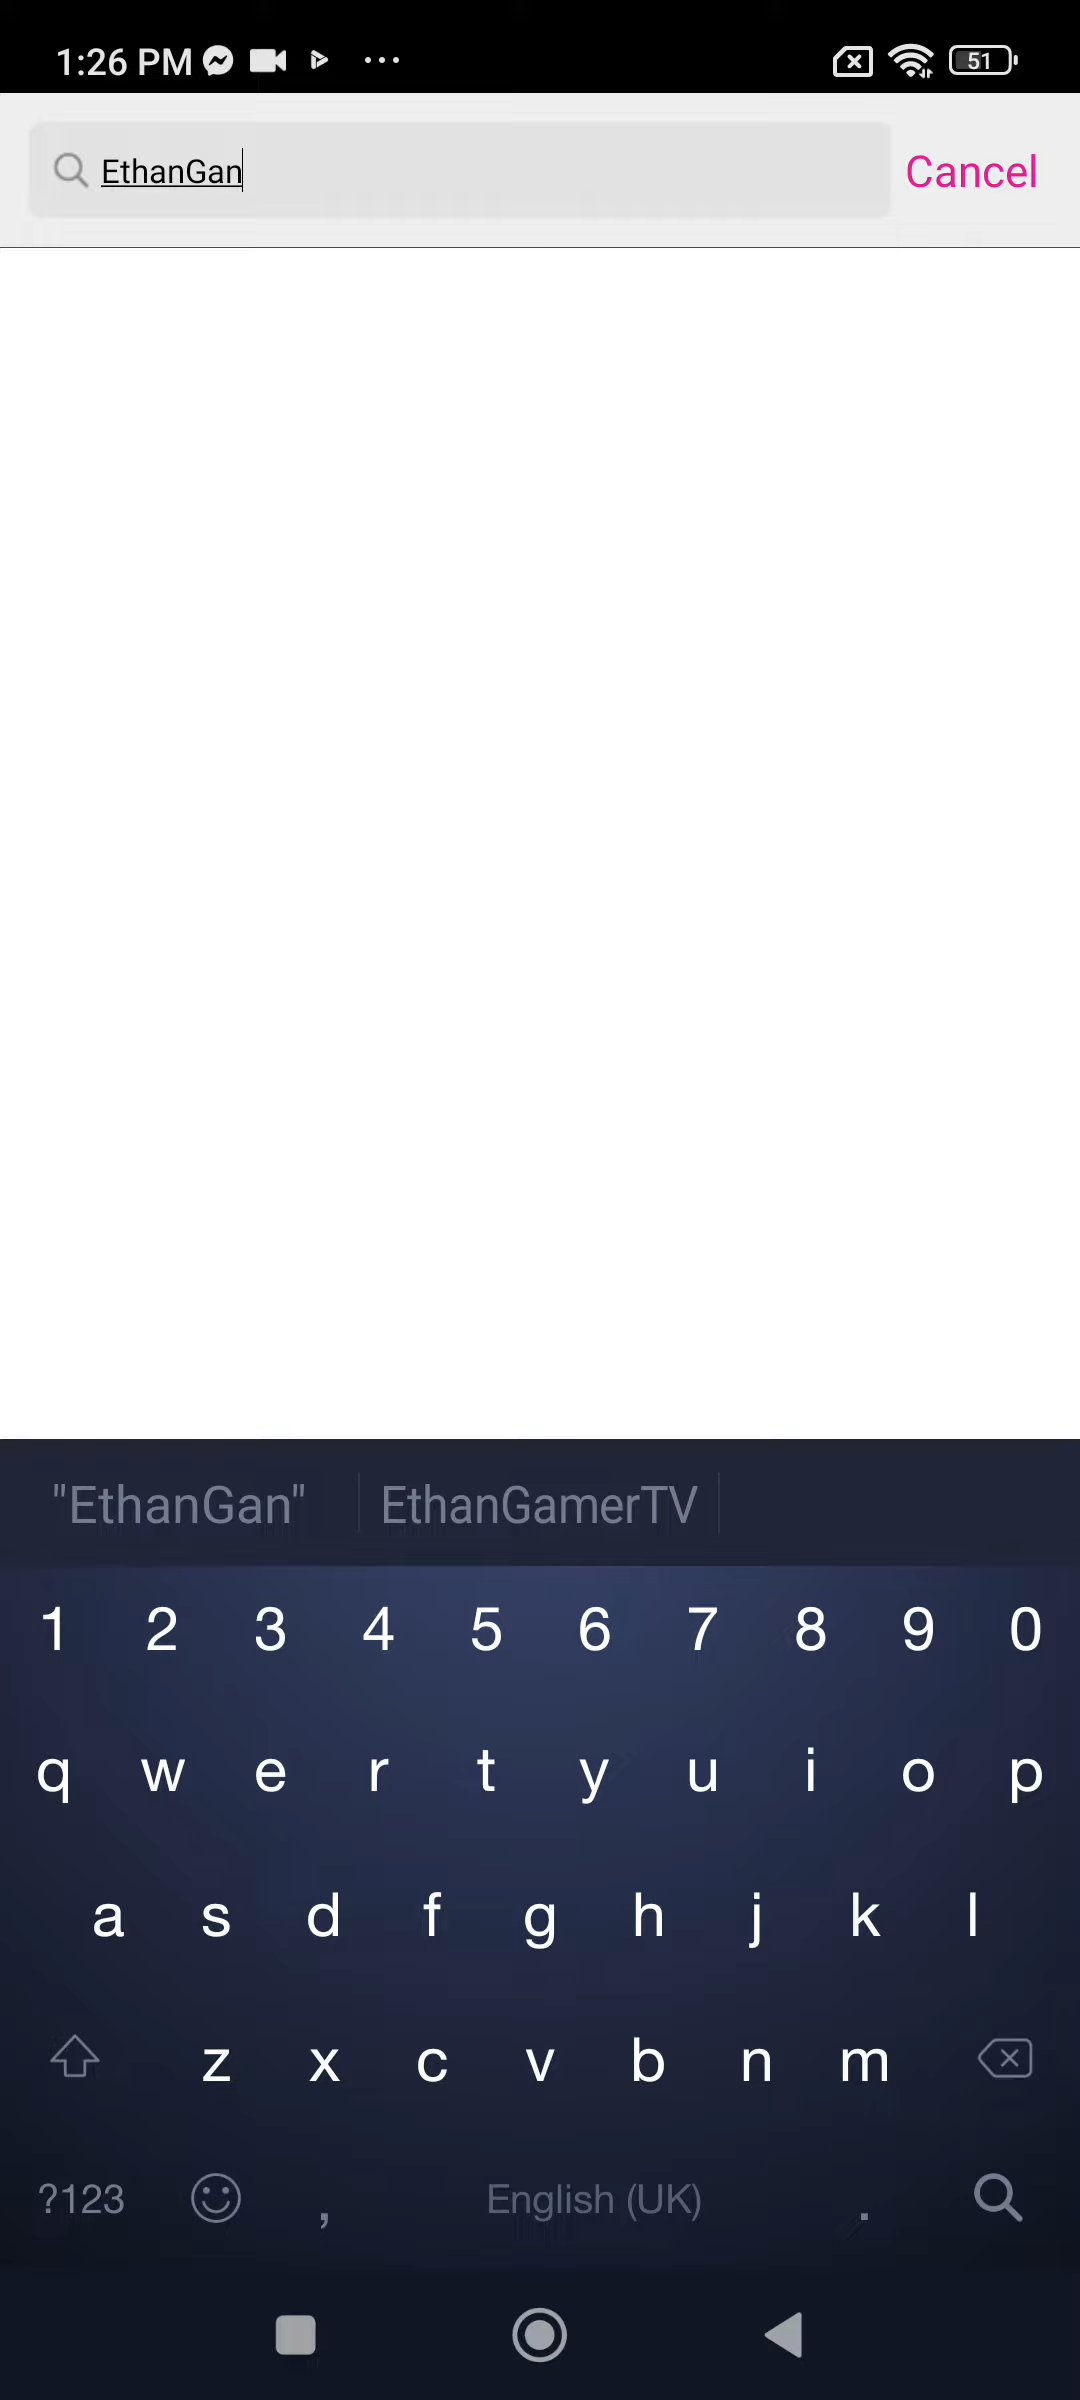 1:26 PM ... 51
EthanGan Cancel
"EthanGan" EthanGamerTV
1 2 3 4 5 6 7 8 9 0
q w e r t y u i o p
a s d f g h j k l
z x c v b n m
?123 , English (UK) .